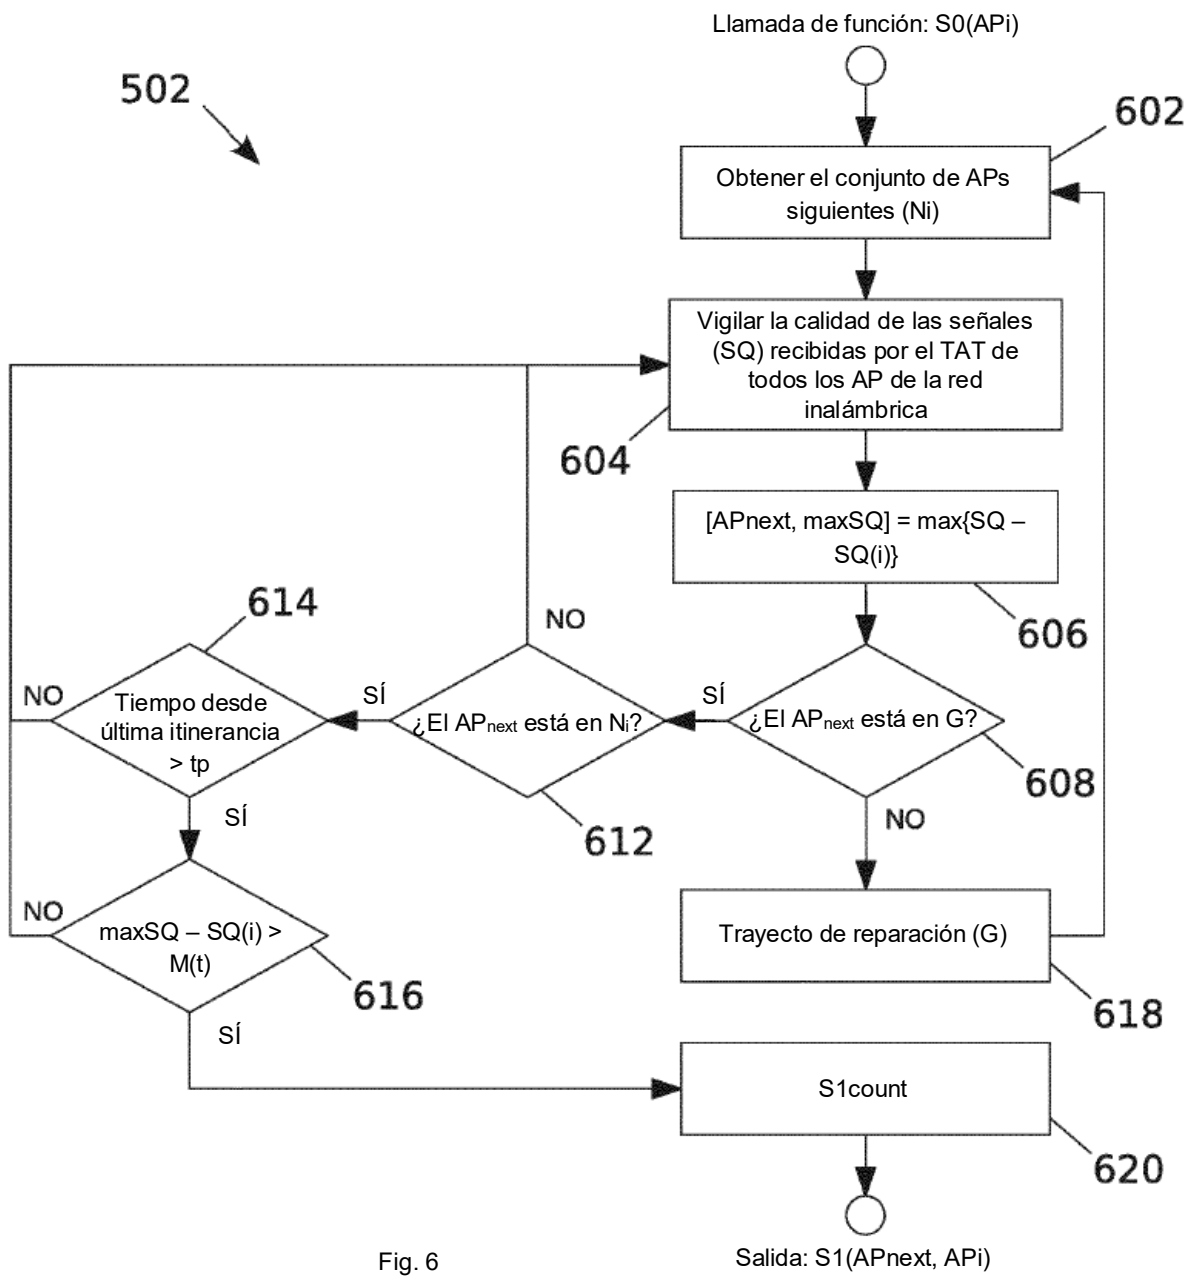 Llamada de función: S0(APi)
502
602
Obtener el conjunto de APs
siguientes (Ni)
Vigilar la calidad de las señales
(SQ) recibidas por el TAT de
todos los AP de la red
inalámbrica
604
[APnext, maxSQ] = max{SQ –
SQ(i)}
606
614
NO
NO
Tiempo desde
última itinerancia
> tp
SÍ
¿El APnext está en Ni?
SÍ
¿El APnext está en G?
608
612
SÍ
NO
NO
maxSQ – SQ(i) >
M(t)
616
Trayecto de reparación (G)
618
SÍ
S1count
620
Salida: S1(APnext, APi)
Fig. 6